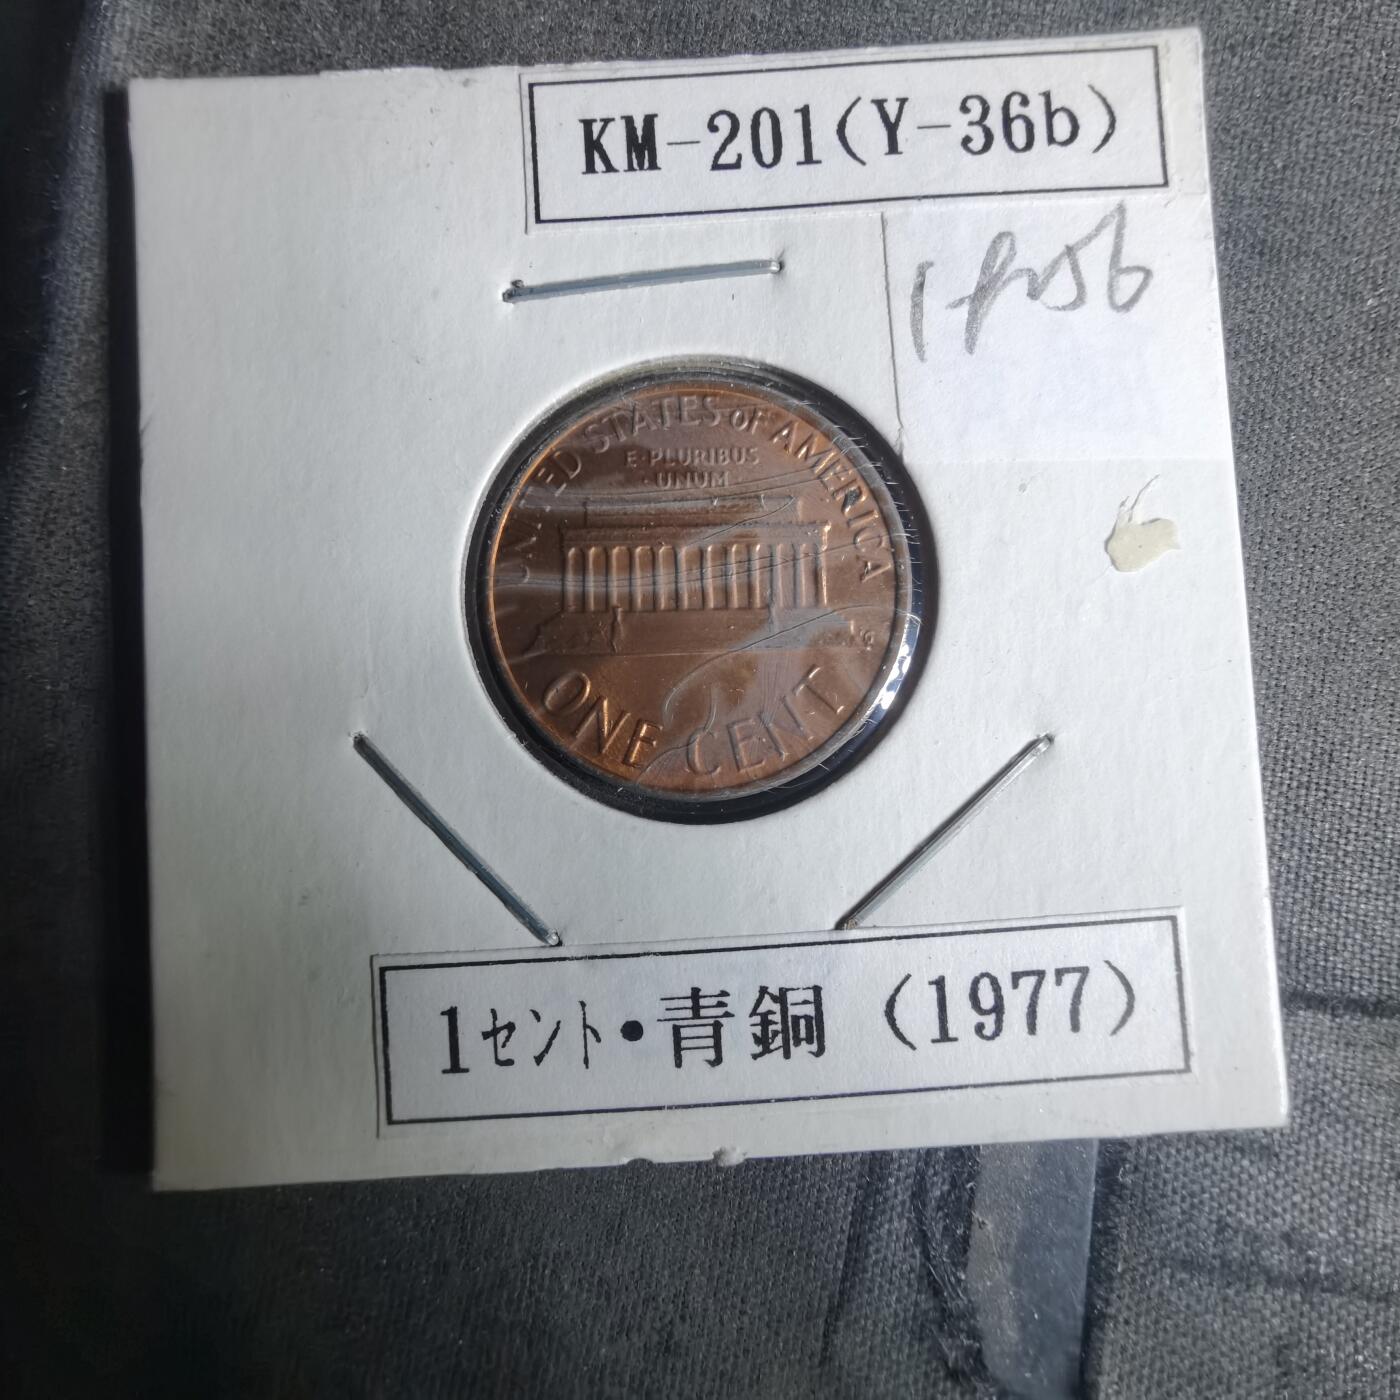 KM-201(Y-36b)
UNITED STATES OF AMERICA
E·PLURIBUS
·UNUM·
ONE CENT
1セント・青銅 (1977)